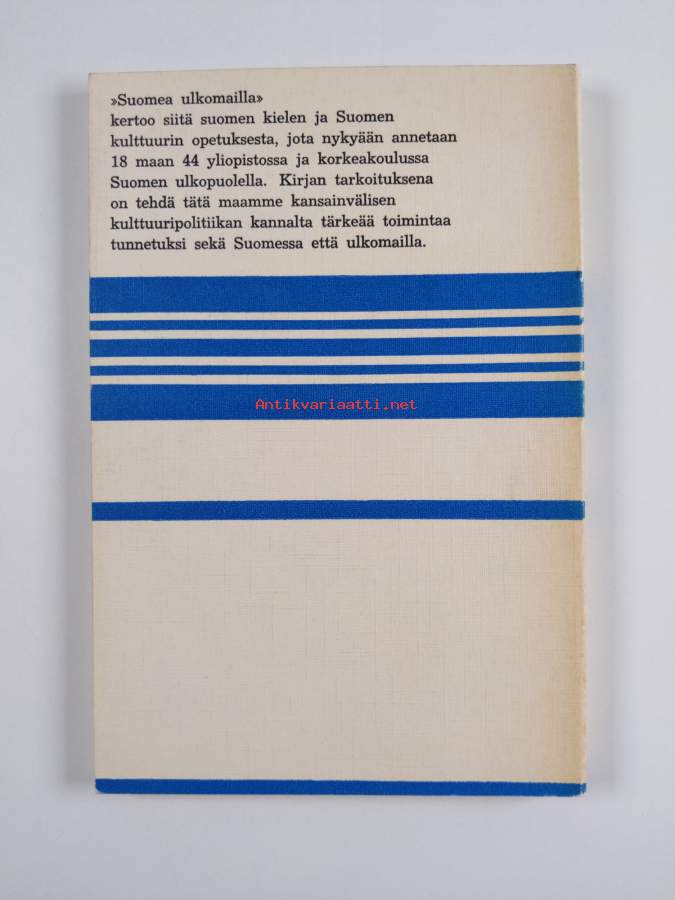 »Suomea ulkomailla»
kertoo siitä suomen kielen ja Suomen
kulttuurin opetuksesta, jota nykyään annetaan
18 maan 44 yliopistossa ja korkeakoulussa
Suomen ulkopuolella. Kirjan tarkoituksena
on tehdä tätä maamme kansainvälisen
kulttuuripolitiikan kannalta tärkeää toimintaa
tunnetuksi sekä Suomessa että ulkomailla.
Antikvariaatti.net